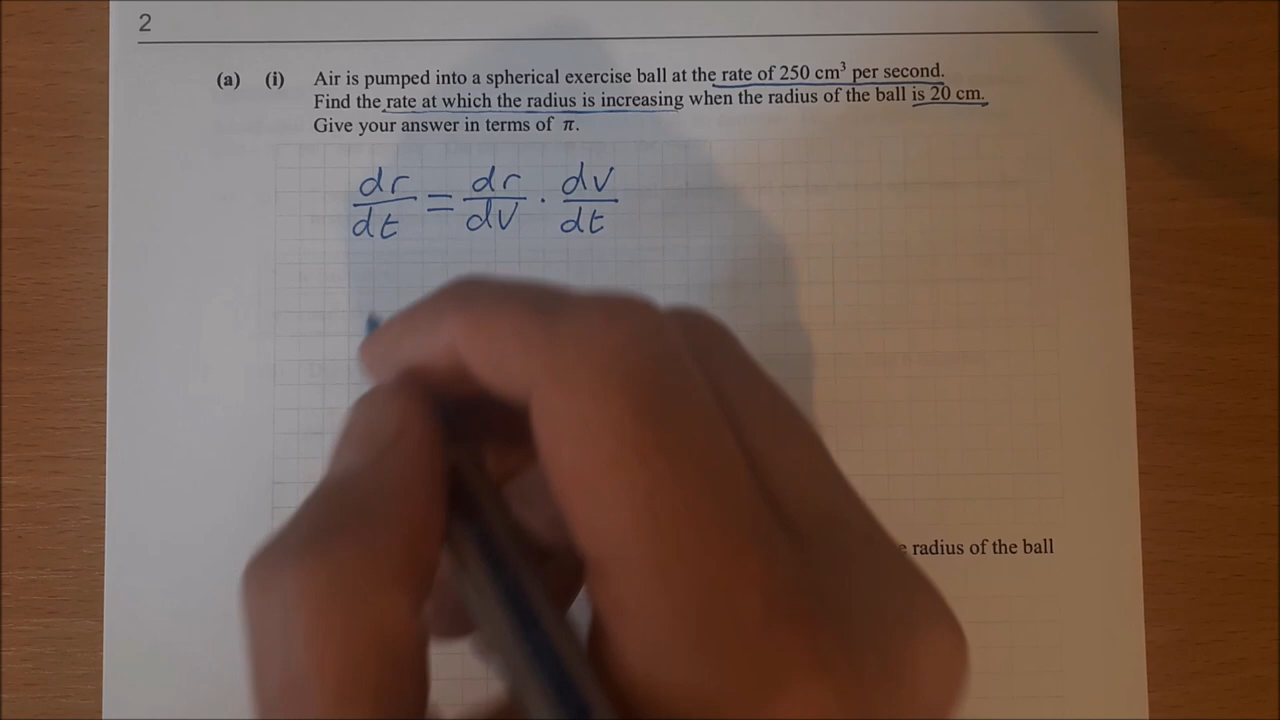 2
(a) (i) Air is pumped into a spherical exercise ball at the rate of 250 cm³ per second.
Find the rate at which the radius is increasing when the radius of the ball is 20 cm.
Give your answer in terms of π.
dr/dt = dr/dV · dV/dt
radius of the ball